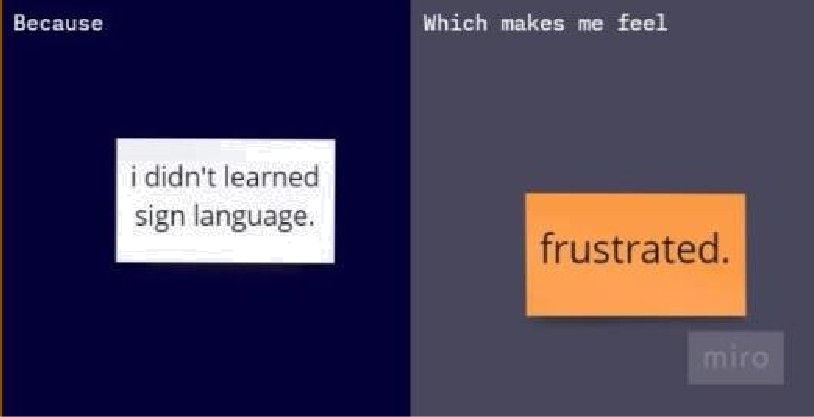 Because
i didn't learned
sign language.
Which makes me feel
frustrated.
miro